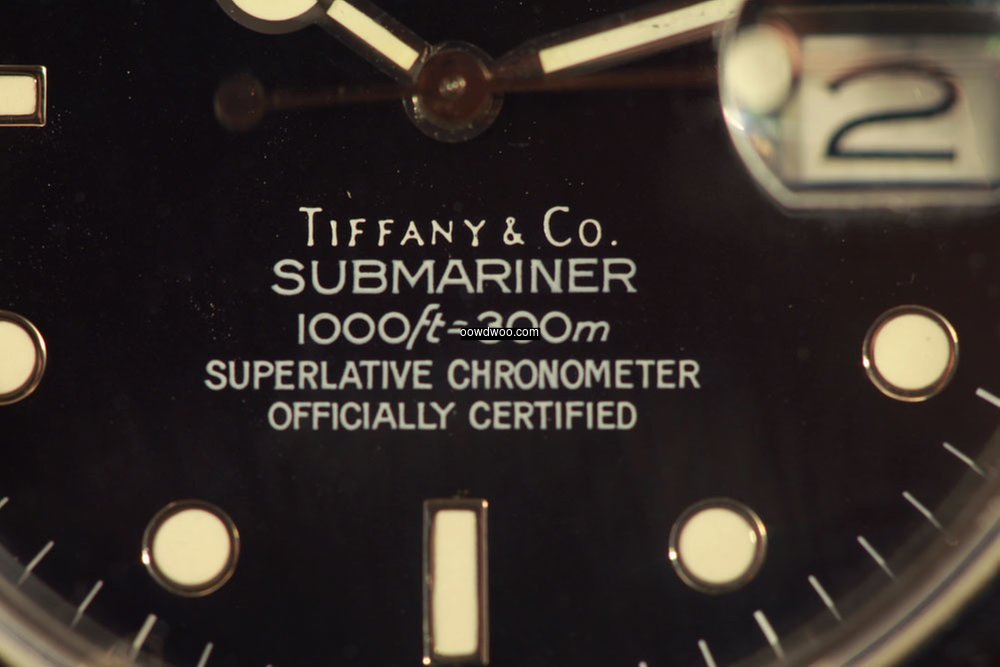 2
TIFFANY & CO.
SUBMARINER
1000ft = 300m
oowdwoo.com
SUPERLATIVE CHRONOMETER
OFFICIALLY CERTIFIED